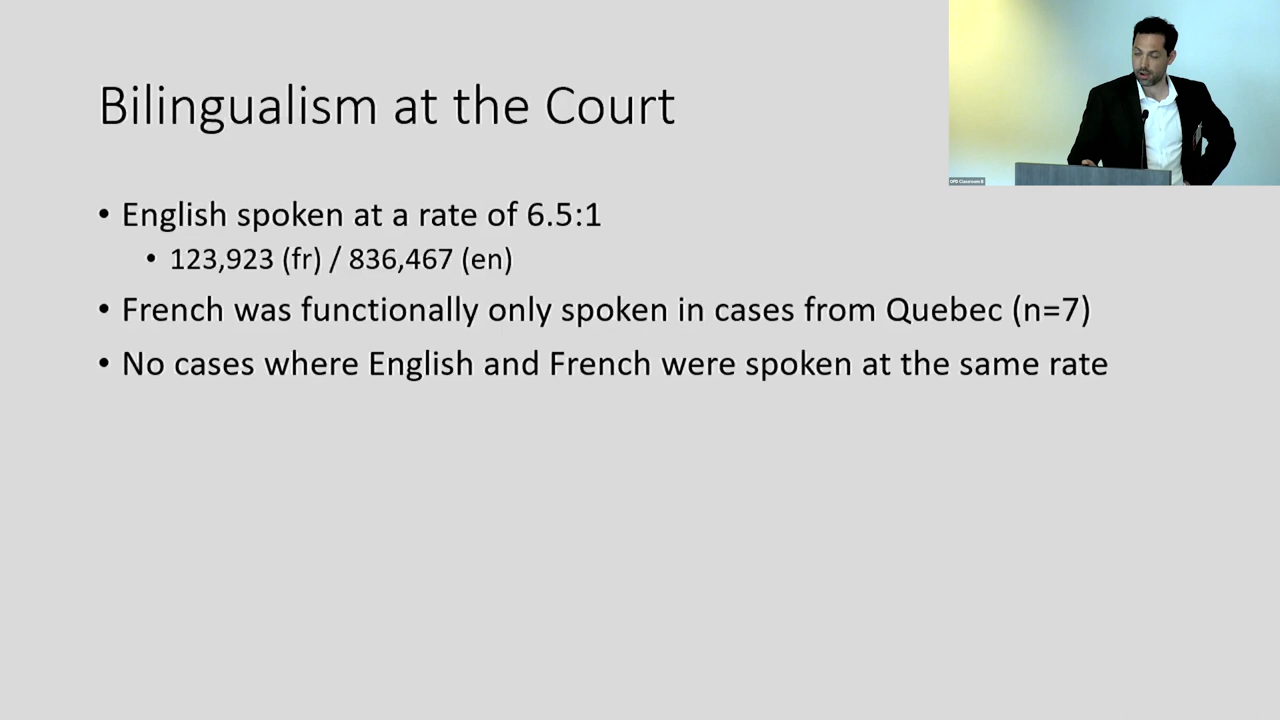 Bilingualism at the Court
• English spoken at a rate of 6.5:1
• 123,923 (fr) / 836,467 (en)
• French was functionally only spoken in cases from Quebec (n=7)
• No cases where English and French were spoken at the same rate